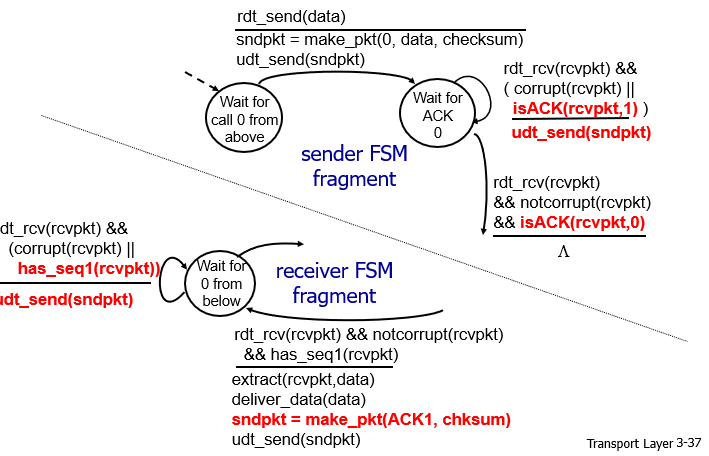 rdt_send(data)
sndpkt = make_pkt(0, data, checksum)
udt_send(sndpkt)
Wait for
call 0 from
above
Wait for
ACK
0
rdt_rcv(rcvpkt) &&
( corrupt(rcvpkt) ||
isACK(rcvpkt,1) )
udt_send(sndpkt)
sender FSM
fragment
rdt_rcv(rcvpkt)
&& notcorrupt(rcvpkt)
&& isACK(rcvpkt,0)
Λ
dt_rcv(rcvpkt) &&
(corrupt(rcvpkt) ||
has_seq1(rcvpkt))
udt_send(sndpkt)
Wait for
0 from
below
receiver FSM
fragment
rdt_rcv(rcvpkt) && notcorrupt(rcvpkt)
&& has_seq1(rcvpkt)
extract(rcvpkt,data)
deliver_data(data)
sndpkt = make_pkt(ACK1, chksum)
udt_send(sndpkt)
Transport Layer 3-37